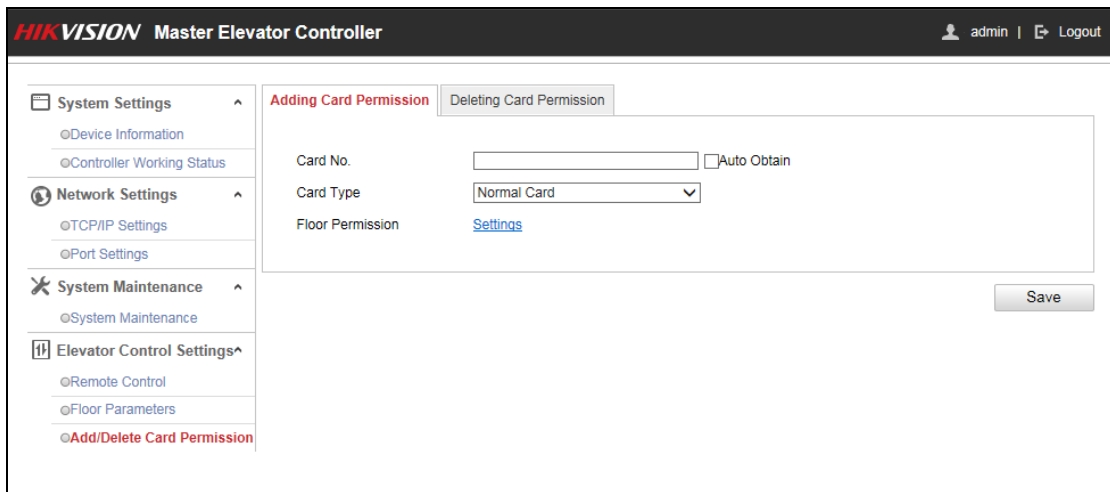 HIKVISION Master Elevator Controller
admin | Logout
System Settings
Device Information
Controller Working Status
Network Settings
TCP/IP Settings
Port Settings
System Maintenance
System Maintenance
Elevator Control Settings
Remote Control
Floor Parameters
Add/Delete Card Permission
Adding Card Permission
Deleting Card Permission
Card No.
Auto Obtain
Card Type
Normal Card
Floor Permission
Settings
Save